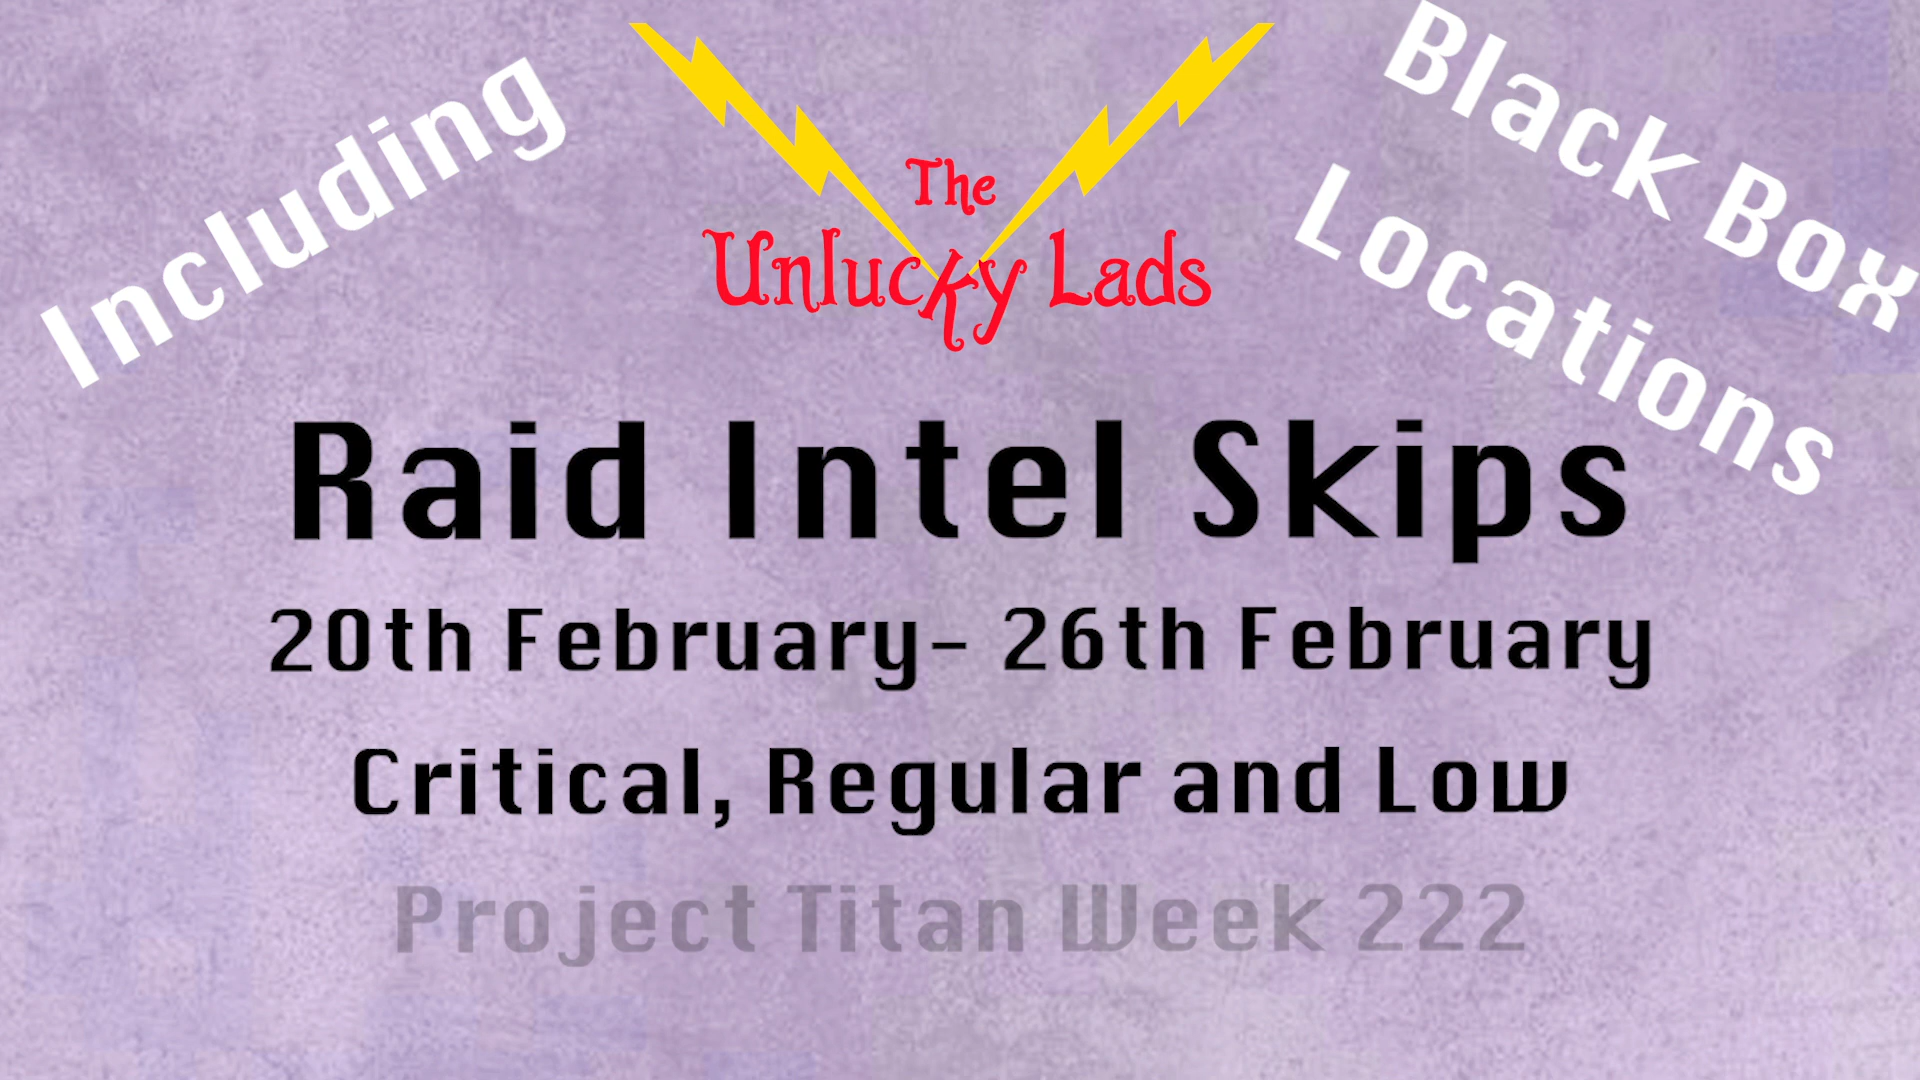 Including
Black Box
Locations
The
Unlucky Lads
Raid Intel Skips
20th February- 26th February
Critical, Regular and Low
Project Titan Week 222